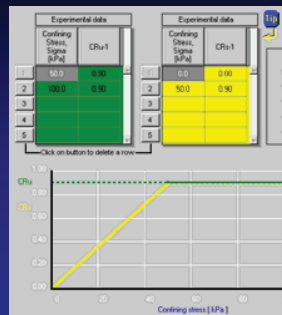 Experimental data
Confining Stress, Sigma [kPa]
CRu-1
1 50.0 0.90
2 100.0 0.90
3
4
5
Experimental data
Confining Stress, Sigma [kPa]
CRs-1
1 0.0 0.00
2 50.0 0.90
3
4
5
Tip
Click on button to delete a row
1.00
CRu
0.80
0.60
0.40
0.20
0.00
0 20 40 60 80
Confining stress [kPa]